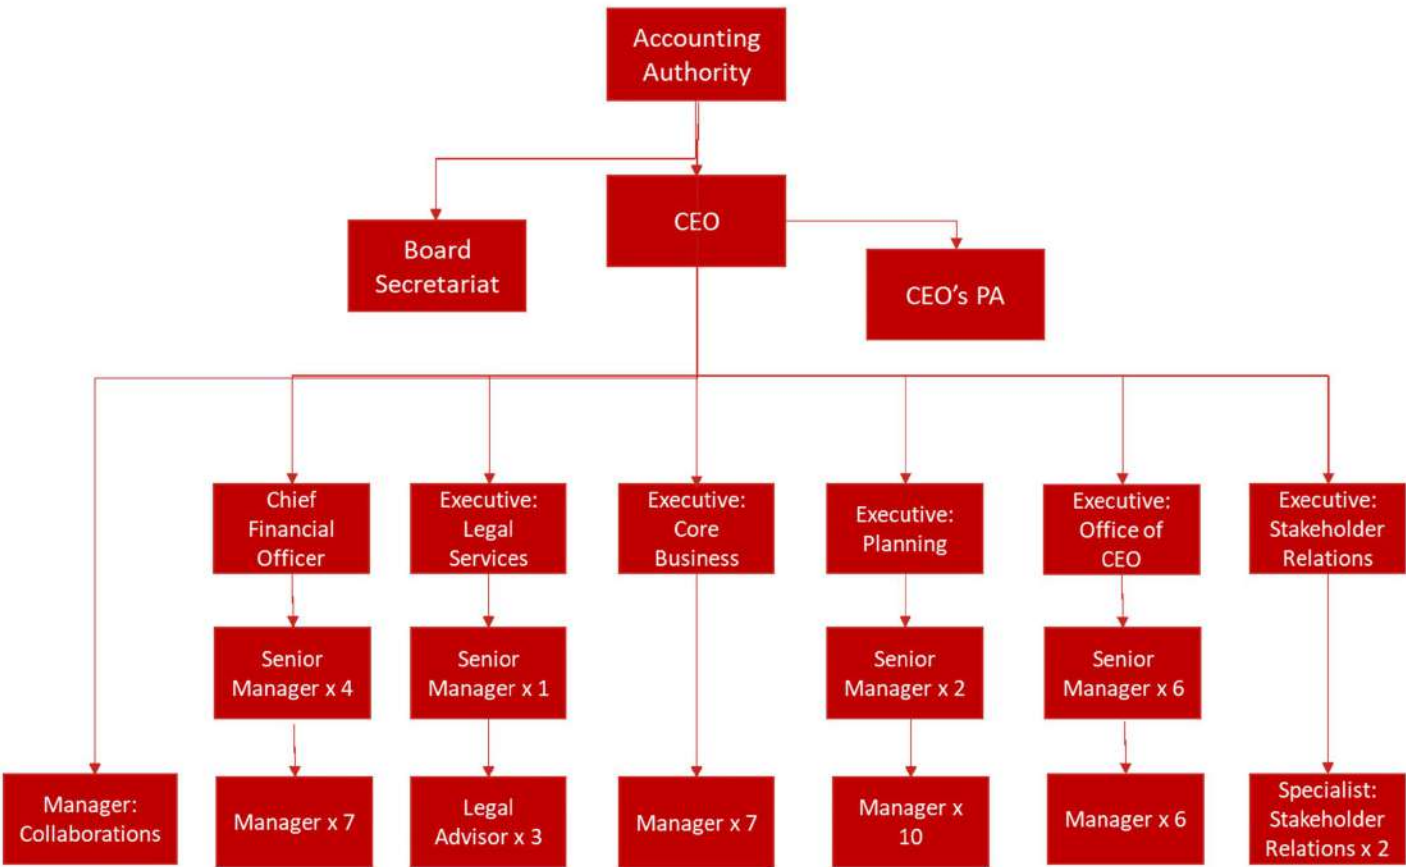 Accounting
Authority
CEO
Board
Secretariat
CEO’s PA
Chief
Financial
Officer
Executive:
Legal
Services
Executive:
Core
Business
Executive:
Planning
Executive:
Office of
CEO
Executive:
Stakeholder
Relations
Senior
Manager x 4
Senior
Manager x 1
Senior
Manager x 2
Senior
Manager x 6
Manager:
Collaborations
Manager x 7
Legal
Advisor x 3
Manager x 7
Manager x
10
Manager x 6
Specialist:
Stakeholder
Relations x 2